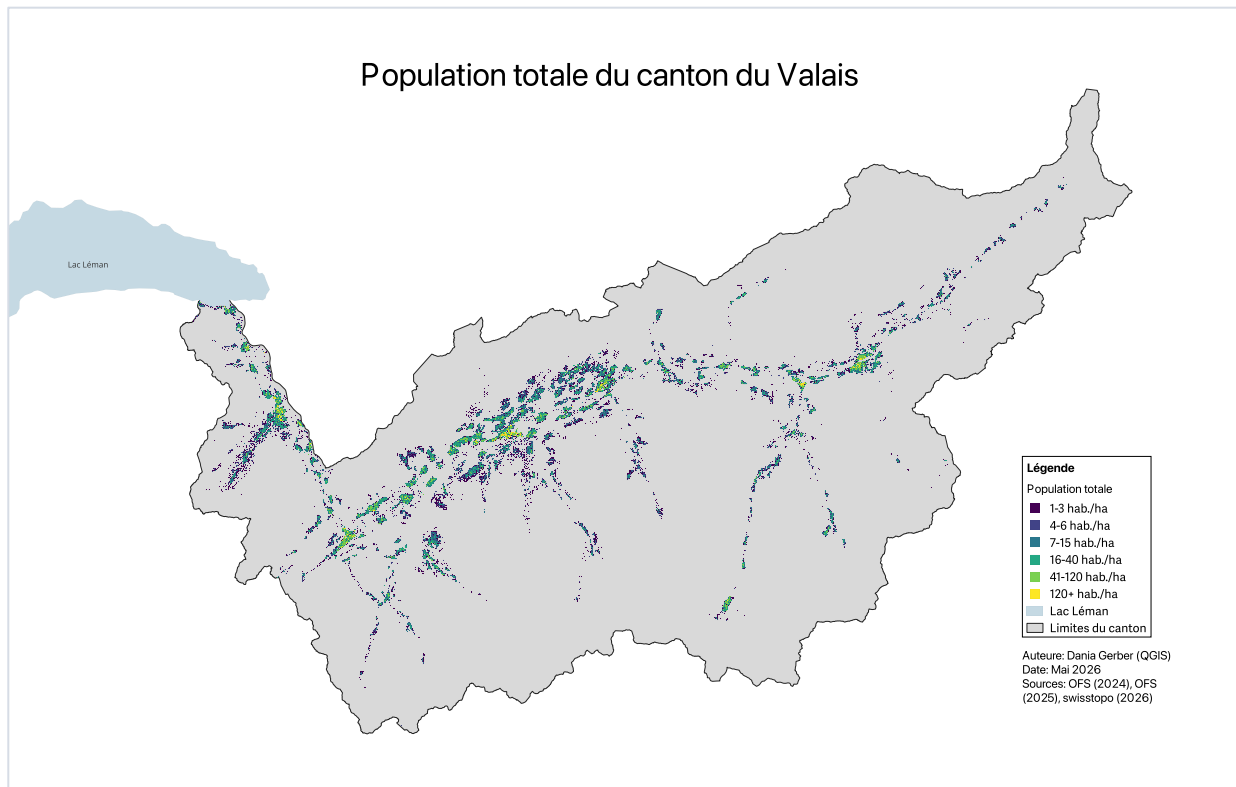 Population totale du canton du Valais
Lac Léman
Légende
Population totale
1-3 hab./ha
4-6 hab./ha
7-15 hab./ha
16-40 hab./ha
41-120 hab./ha
120+ hab./ha
Lac Léman
Limites du canton
Auteure: Dania Gerber (QGIS)
Date: Mai 2026
Sources: OFS (2024), OFS
(2025), swisstopo (2026)